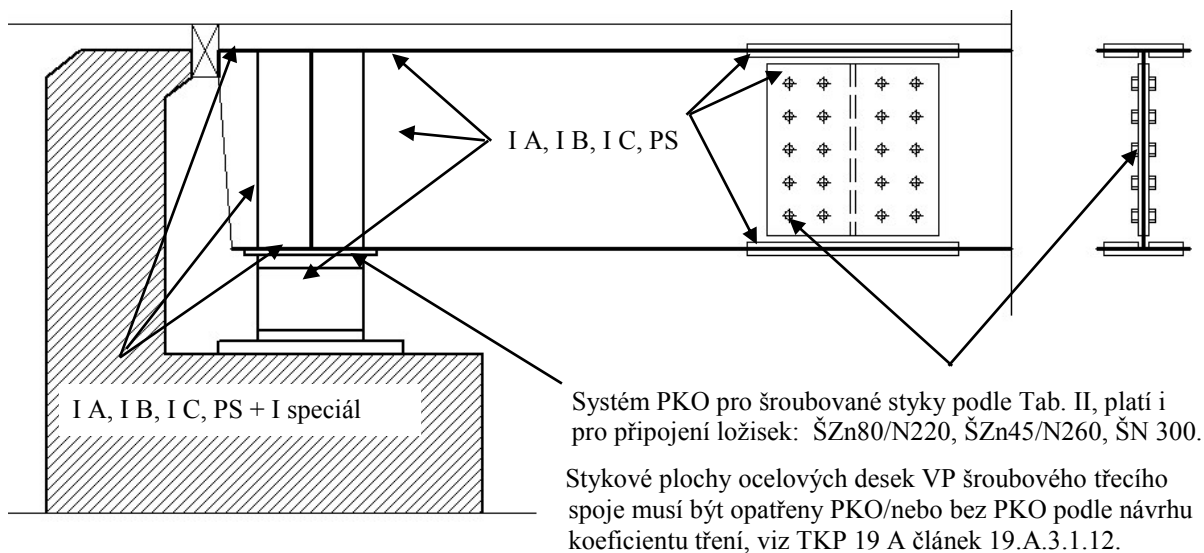 I A, I B, I C, PS
I A, I B, I C, PS + I speciál
Systém PKO pro šroubované styky podle Tab. II, platí i
pro připojení ložisek: ŠZn80/N220, ŠZn45/N260, ŠN 300.
Stykové plochy ocelových desek VP šroubového třecího
spoje musí být opatřeny PKO/nebo bez PKO podle návrhu
koeficientu tření, viz TKP 19 A článek 19.A.3.1.12.